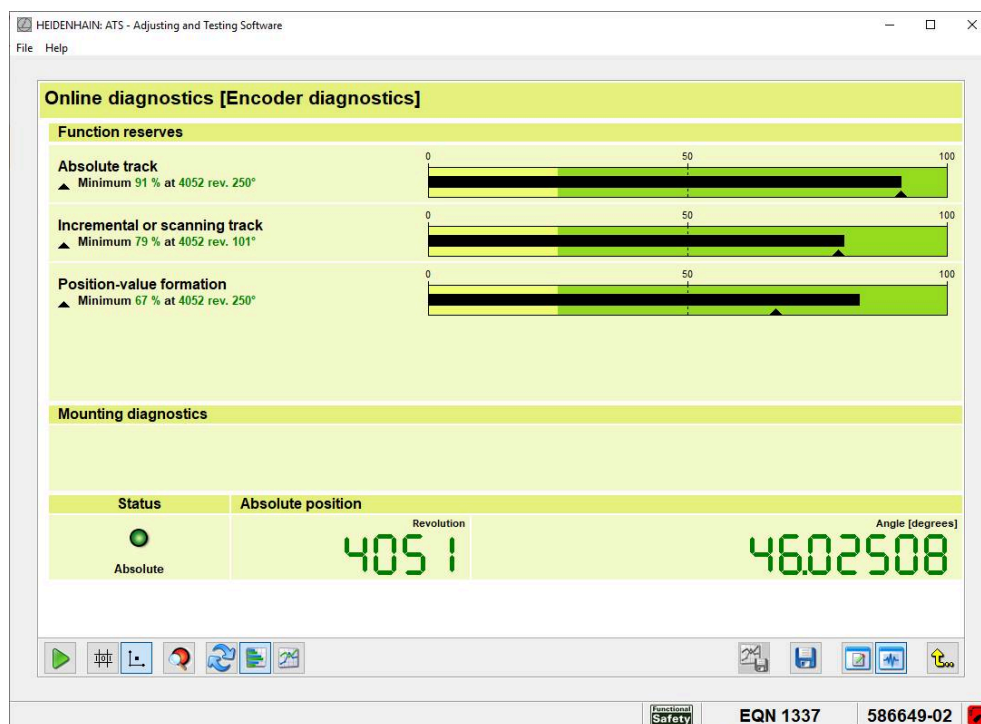 HEIDENHAIN: ATS - Adjusting and Testing Software
File Help
Online diagnostics [Encoder diagnostics]
Function reserves
Absolute track
Minimum 91 % at 4052 rev. 250°
0 50 100
Incremental or scanning track
Minimum 79 % at 4052 rev. 101°
0 50 100
Position-value formation
Minimum 67 % at 4052 rev. 250°
0 50 100
Mounting diagnostics
Status Absolute position
Revolution Angle [degrees]
4051 46.02508
Absolute
Functional
Safety
EQN 1337 586649-02